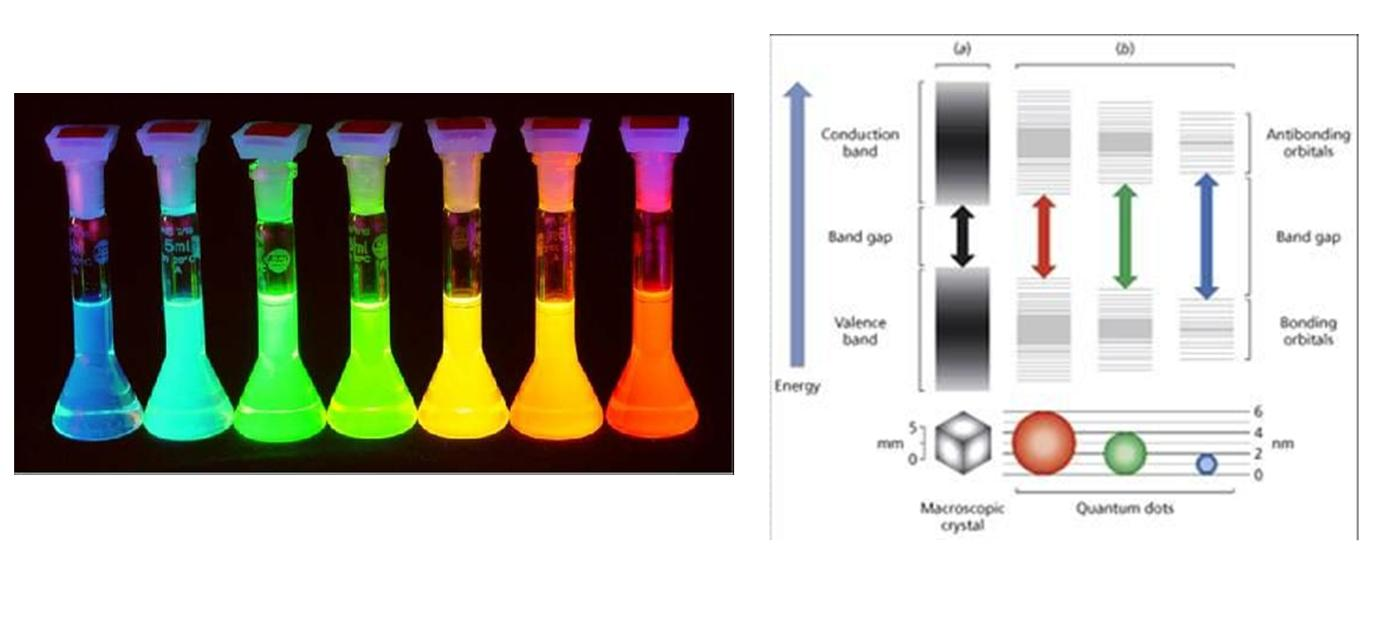 5ml
A
5ml
(a)
(b)
Conduction
band
Antibonding
orbitals
Band gap
Band gap
Valence
band
Bonding
orbitals
Energy
mm
5
0
6
4
2
0
nm
Macroscopic
crystal
Quantum dots